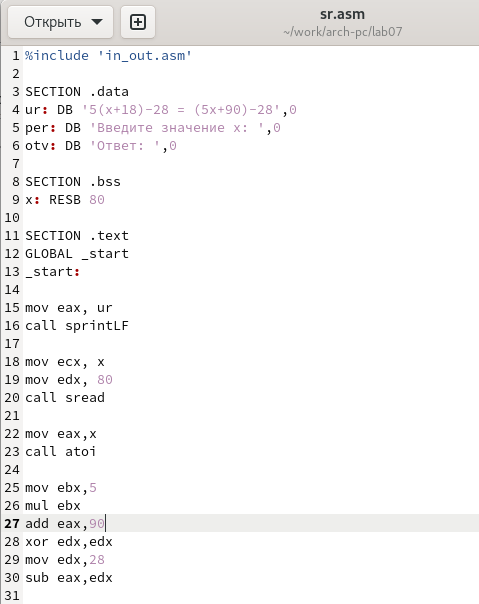 Открыть
sr.asm
~/work/arch-pc/lab07
1 %include 'in_out.asm'
2
3 SECTION .data
4 ur: DB '5(x+18)-28 = (5x+90)-28',0
5 per: DB 'Введите значение x: ',0
6 otv: DB 'Ответ: ',0
7
8 SECTION .bss
9 x: RESB 80
10
11 SECTION .text
12 GLOBAL _start
13 _start:
14
15 mov eax, ur
16 call sprintLF
17
18 mov ecx, x
19 mov edx, 80
20 call sread
21
22 mov eax,x
23 call atoi
24
25 mov ebx,5
26 mul ebx
27 add eax,90
28 xor edx,edx
29 mov edx,28
30 sub eax,edx
31